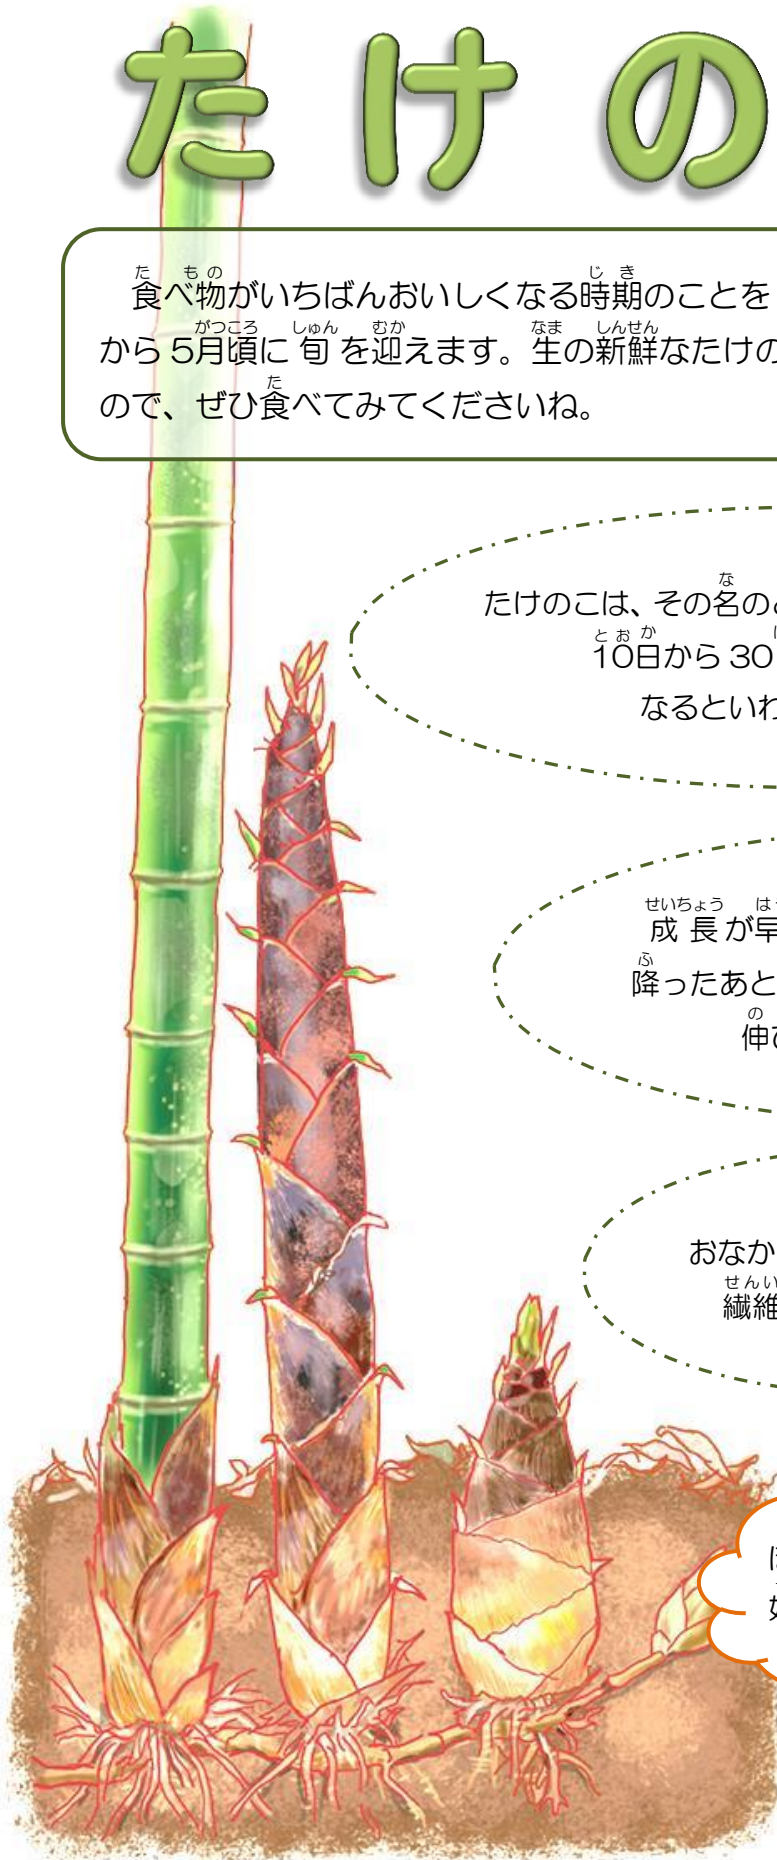 たけの
食べ物がいちばんおいしくなる時期のことを
から5月頃に旬を迎えます。生の新鮮なたけの
ので、ぜひ食べてみてくださいね。
たけのこは、その名の
10日から30
なるといわ
成長が早
降ったあと
伸び
おなか
繊維